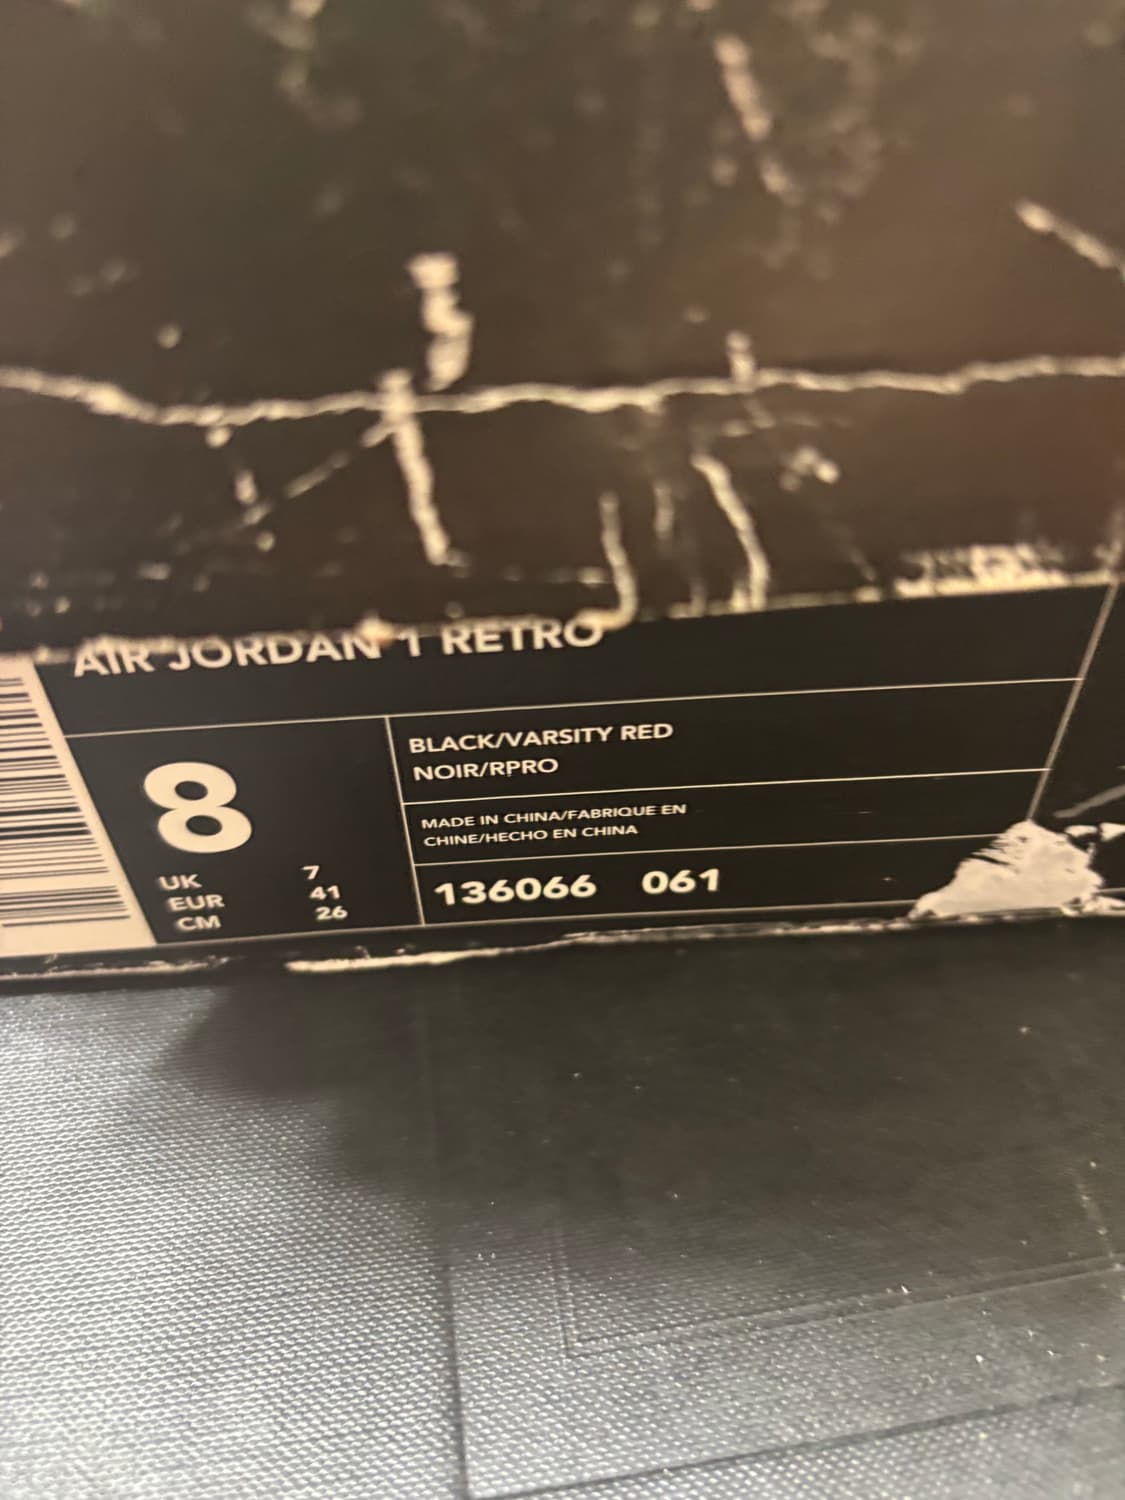 AIR JORDAN 1 RETRO
8
UK 7
EUR 41
CM 26
BLACK/VARSITY RED
NOIR/RPRO
MADE IN CHINA/FABRIQUE EN
CHINE/HECHO EN CHINA
136066 061